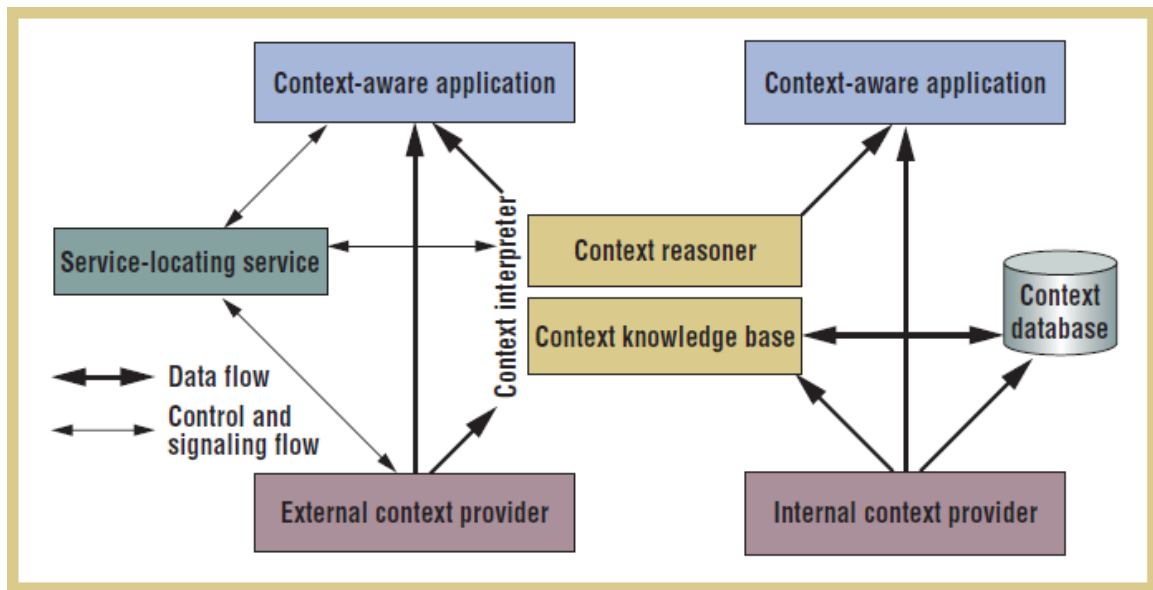 Context-aware application
Context-aware application
Service-locating service
Context interpreter
Context reasoner
Context knowledge base
Context
database
Data flow
Control and
signaling flow
External context provider
Internal context provider